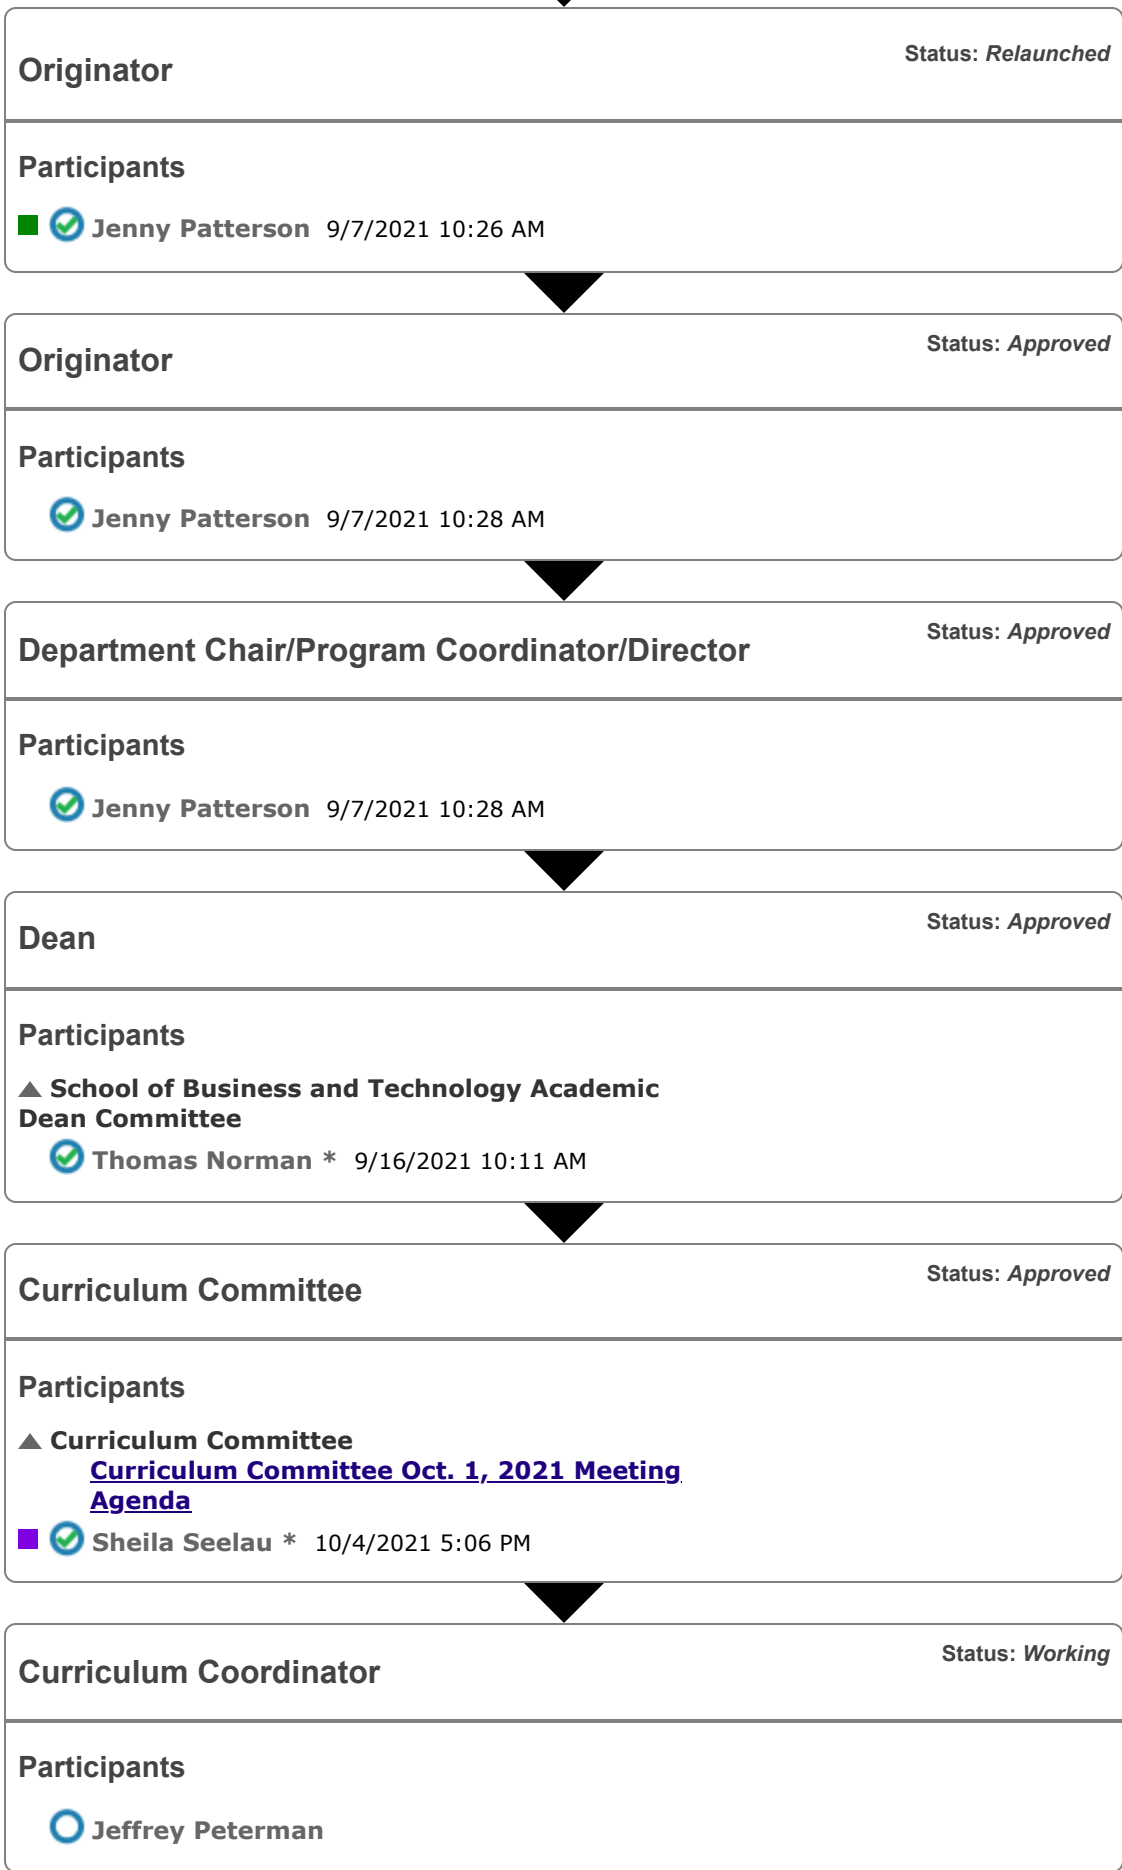 Originator
Status: Relaunched
Participants
Jenny Patterson 9/7/2021 10:26 AM
Originator
Status: Approved
Participants
Jenny Patterson 9/7/2021 10:28 AM
Department Chair/Program Coordinator/Director
Status: Approved
Participants
Jenny Patterson 9/7/2021 10:28 AM
Dean
Status: Approved
Participants
School of Business and Technology Academic
Dean Committee
Thomas Norman * 9/16/2021 10:11 AM
Curriculum Committee
Status: Approved
Participants
Curriculum Committee
Curriculum Committee Oct. 1, 2021 Meeting
Agenda
Sheila Seelau * 10/4/2021 5:06 PM
Curriculum Coordinator
Status: Working
Participants
Jeffrey Peterman